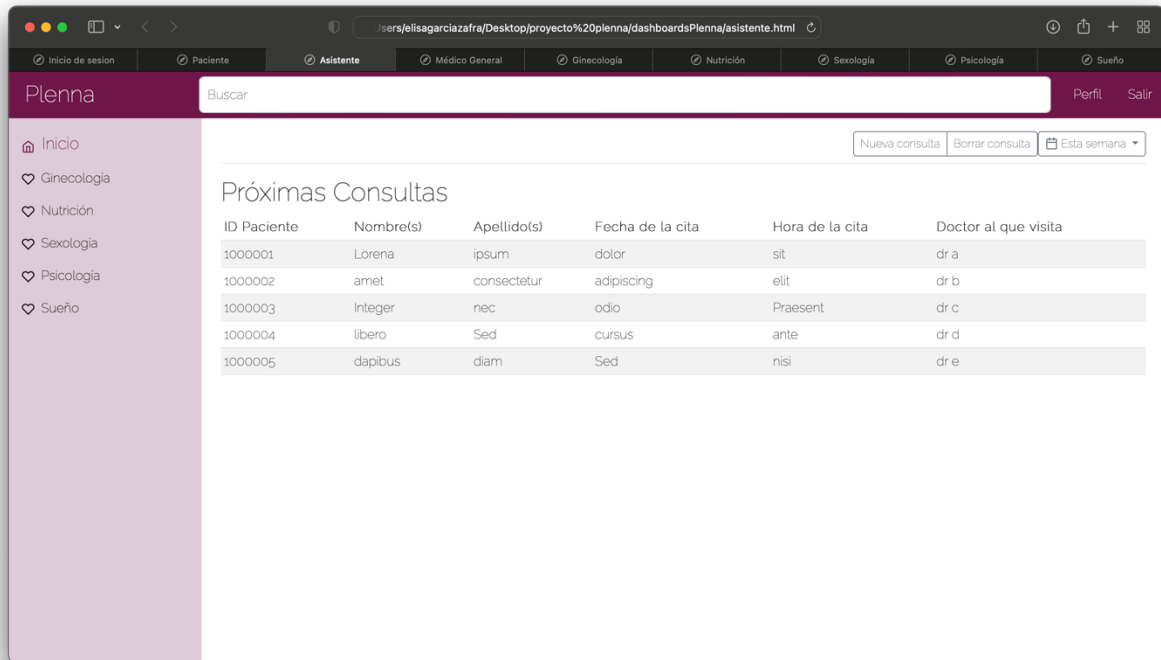 sers/elisagarciazafra/Desktop/proyecto%20plenna/dashboardsPlenna/asistente.html
Inicio de sesion Paciente Asistente Médico General Ginecología Nutrición Sexología Psicología Sueño
Plenna Buscar Perfil Salir
Inicio
Ginecología
Nutrición
Sexología
Psicología
Sueño
Nueva consulta Borrar consulta Esta semana
Próximas Consultas
ID Paciente Nombre(s) Apellido(s) Fecha de la cita Hora de la cita Doctor al que visita
1000001 Lorena ipsum dolor sit dr a
1000002 amet consectetur adipiscing elit dr b
1000003 Integer nec odio Praesent dr c
1000004 libero Sed cursus ante dr d
1000005 dapibus diam Sed nisi dr e